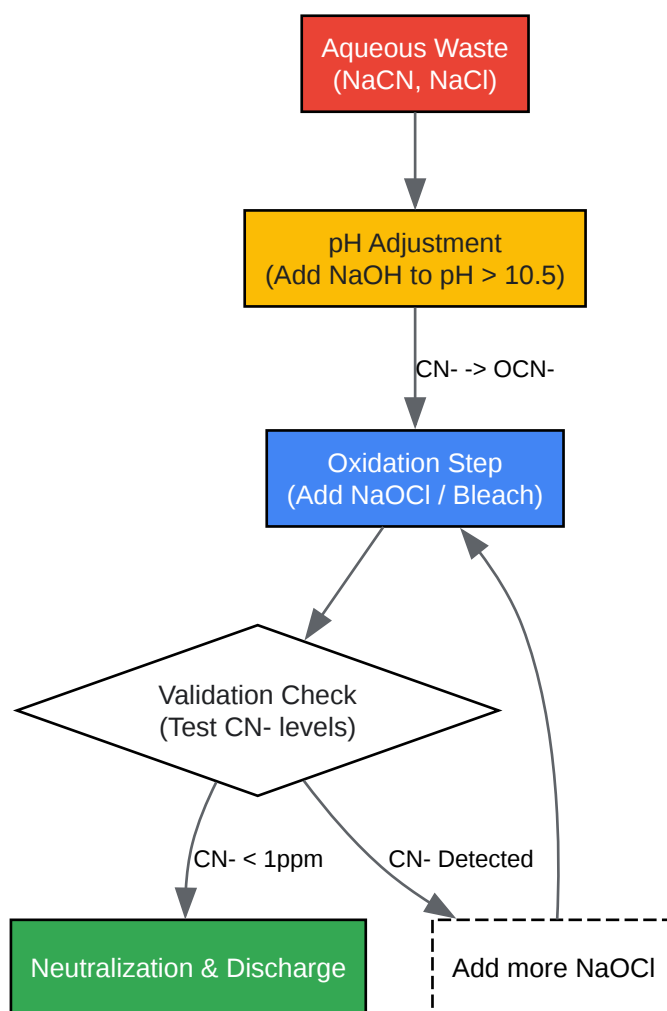 Aqueous Waste
(NaCN, NaCl)
pH Adjustment
(Add NaOH to pH > 10.5)
CN- -> OCN-
Oxidation Step
(Add NaOCl / Bleach)
Validation Check
(Test CN- levels)
CN- < 1ppm
CN- Detected
Neutralization & Discharge
Add more NaOCl